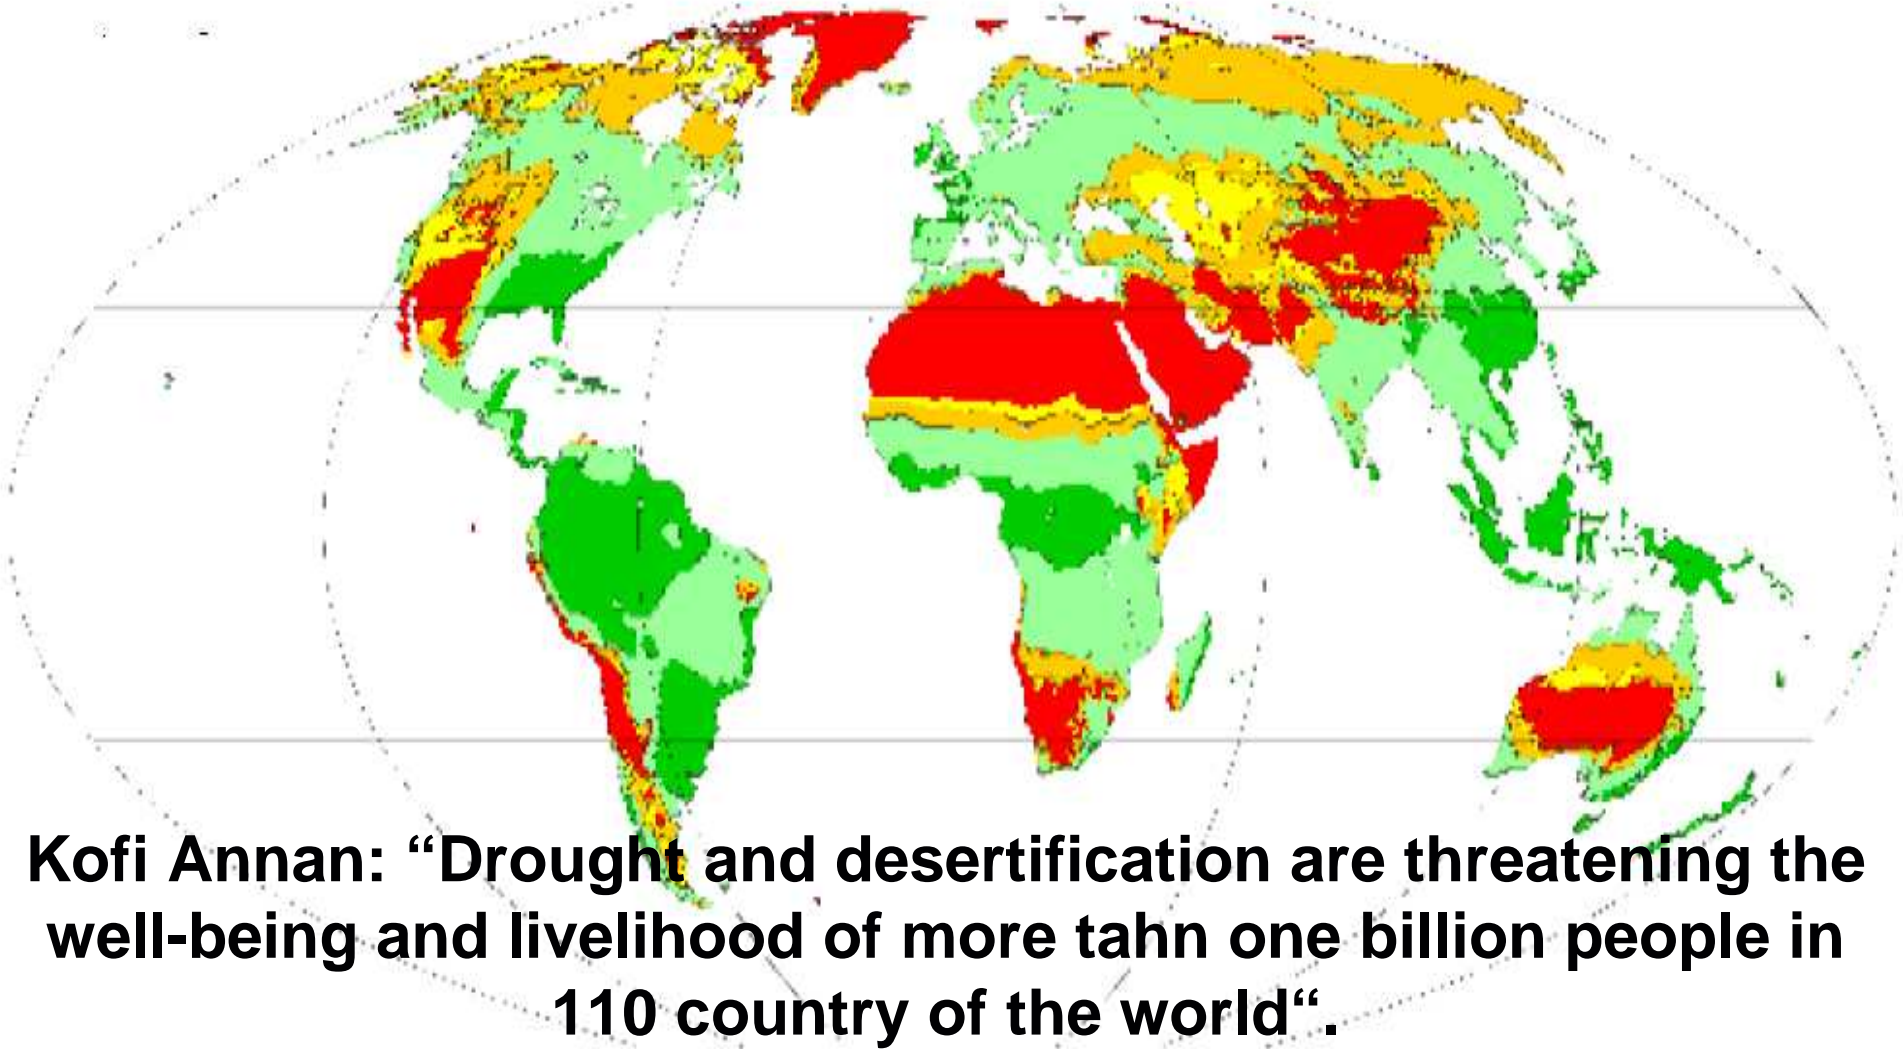 Kofi Annan: “Drought and desertification are threatening the
well-being and livelihood of more tahn one billion people in
110 country of the world“.